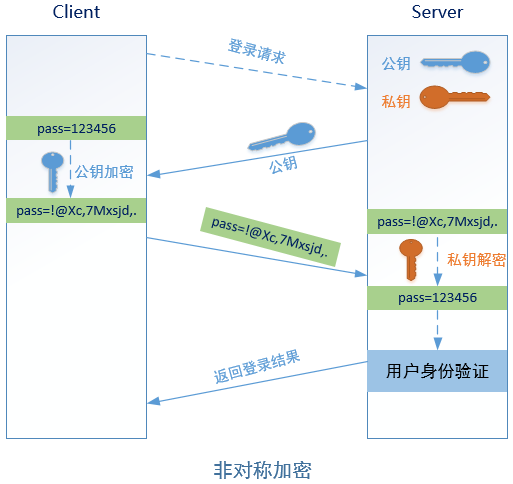 Client
Server
登录请求
公钥
私钥
pass=123456
公钥
公钥加密
pass=!@Xc,7Mxsjd,.
pass=!@Xc,7Mxsjd,.
pass=!@Xc,7Mxsjd,.
私钥解密
pass=123456
返回登录结果
用户身份验证
非对称加密